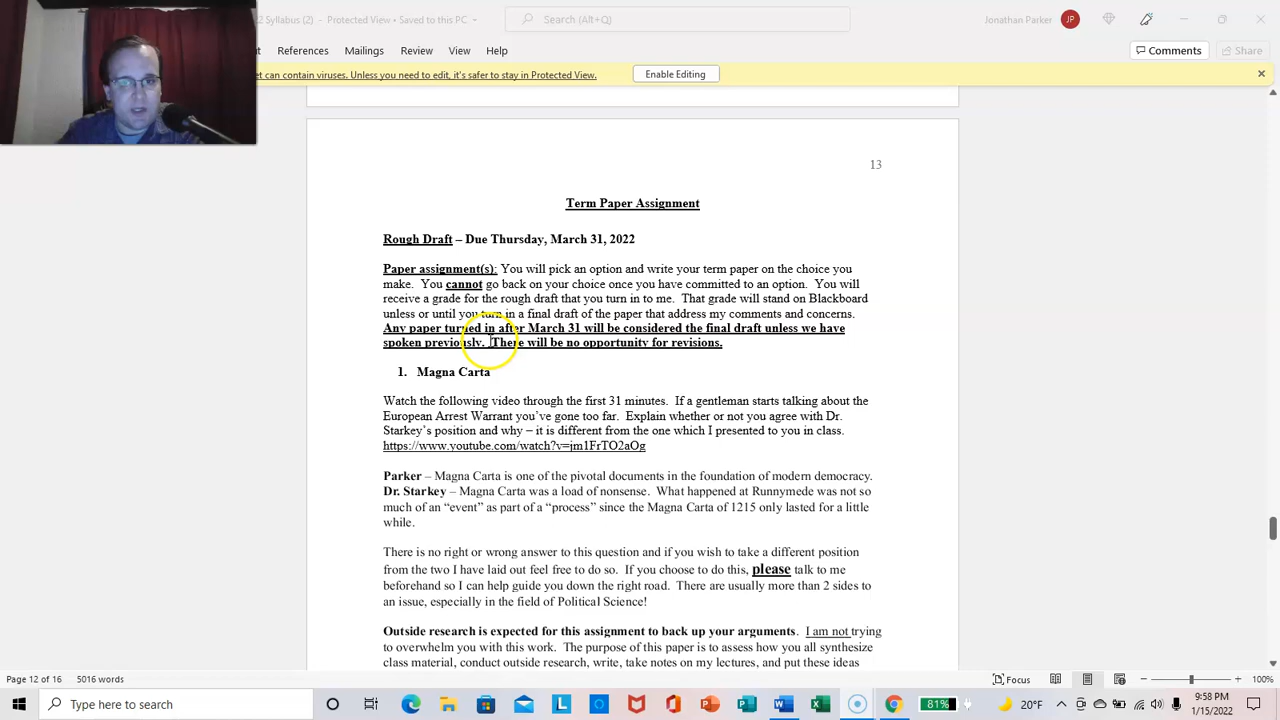 2 Syllabus (2) - Protected View • Saved to this PC
Search (Alt+Q)
Jonathan Parker
JP
References
Mailings
Review
View
Help
Comments
Share
et can contain viruses. Unless you need to edit, it's safer to stay in Protected View.
Enable Editing
13
Term Paper Assignment
Rough Draft – Due Thursday, March 31, 2022
Paper assignment(s): You will pick an option and write your term paper on the choice you
make. You cannot go back on your choice once you have committed to an option. You will
receive a grade for the rough draft that you turn in to me. That grade will stand on Blackboard
unless or until you turn in a final draft of the paper that address my comments and concerns.
Any paper turned in after March 31 will be considered the final draft unless we have
spoken previously. There will be no opportunity for revisions.
1. Magna Carta
Watch the following video through the first 31 minutes. If a gentleman starts talking about the
European Arrest Warrant you’ve gone too far. Explain whether or not you agree with Dr.
Starkey’s position and why – it is different from the one which I presented to you in class.
https://www.youtube.com/watch?v=jm1FrTO2aOg
Parker – Magna Carta is one of the pivotal documents in the foundation of modern democracy.
Dr. Starkey – Magna Carta was a load of nonsense. What happened at Runnymede was not so
much of an “event” as part of a “process” since the Magna Carta of 1215 only lasted for a little
while.
There is no right or wrong answer to this question and if you wish to take a different position
from the two I have laid out feel free to do so. If you choose to do this, please talk to me
beforehand so I can help guide you down the right road. There are usually more than 2 sides to
an issue, especially in the field of Political Science!
Outside research is expected for this assignment to back up your arguments. I am not trying
to overwhelm you with this work. The purpose of this paper is to assess how you all synthesize
class material, conduct outside research, write, take notes on my lectures, and put these ideas
Page 12 of 16
5016 words
Focus
100%
Type here to search
81%
20°F
9:58 PM
1/15/2022